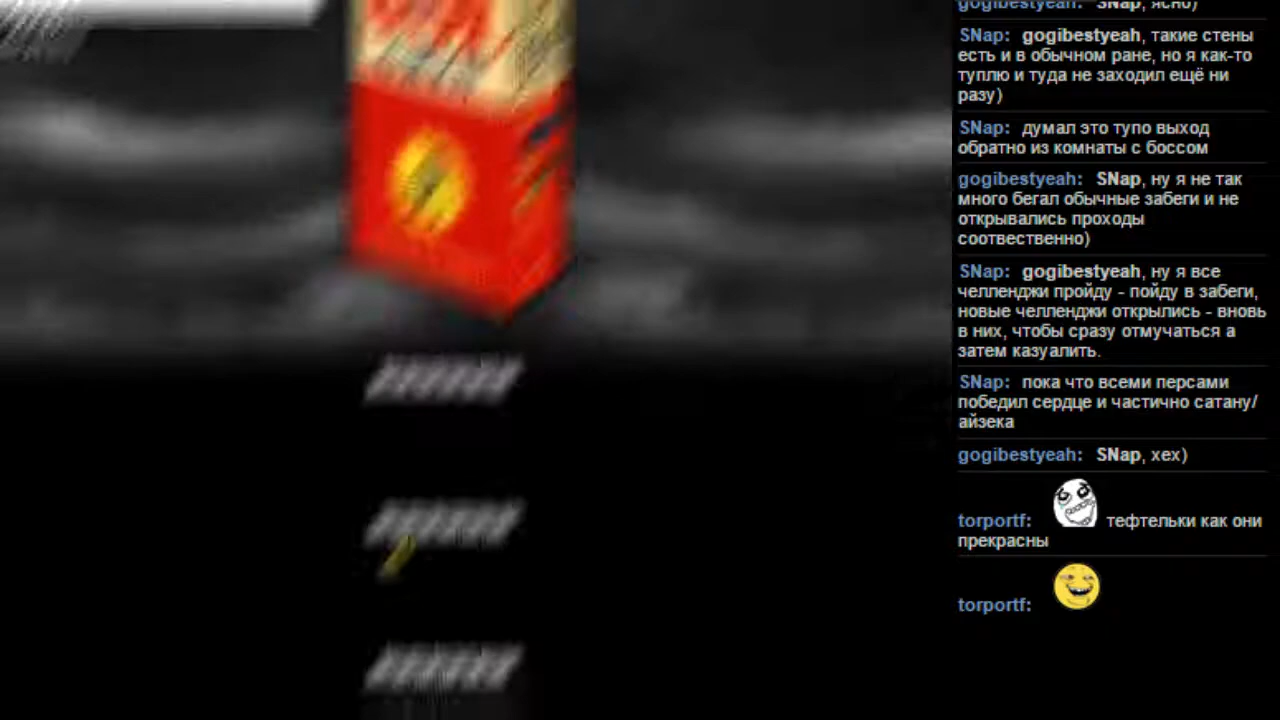 gogibestyeah: SNap, ясно)
SNap: gogibestyeah, такие стены
есть и в обычном ране, но я как-то
туплю и туда не заходил ещё ни
разу)
SNap: думал это тупо выход
обратно из комнаты с боссом
gogibestyeah: SNap, ну я не так
много бегал обычные забеги и не
открывались проходы
соотвественно)
SNap: gogibestyeah, ну я все
челленджи пройду - пойду в забеги,
новые челленджи открылись - вновь
в них, чтобы сразу отмучаться а
затем казуалить.
SNap: пока что всеми персами
победил сердце и частично сатану/
айзека
gogibestyeah: SNap, хех)
torportf: тефтельки как они
прекрасны
torportf: